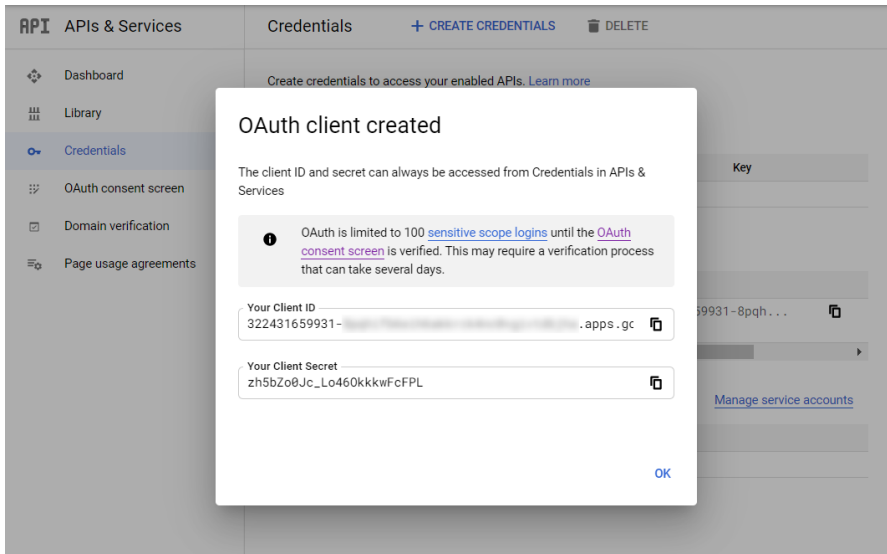 API APIs & Services
Credentials
+ CREATE CREDENTIALS
DELETE
Dashboard
Library
Credentials
OAuth consent screen
Domain verification
Page usage agreements
Create credentials to access your enabled APIs. Learn more
OAuth client created
The client ID and secret can always be accessed from Credentials in APIs &
Services
OAuth is limited to 100 sensitive scope logins until the OAuth
consent screen is verified. This may require a verification process
that can take several days.
Your Client ID
322431659931-
.apps.gc
Your Client Secret
zh5bZo0Jc_Lo46OkkkwFcFPL
OK
Key
59931-8pqh...
Manage service accounts